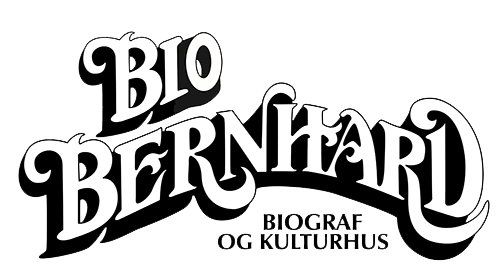 BIO
BERNHARD
BIOGRAF
OG KULTURHUS